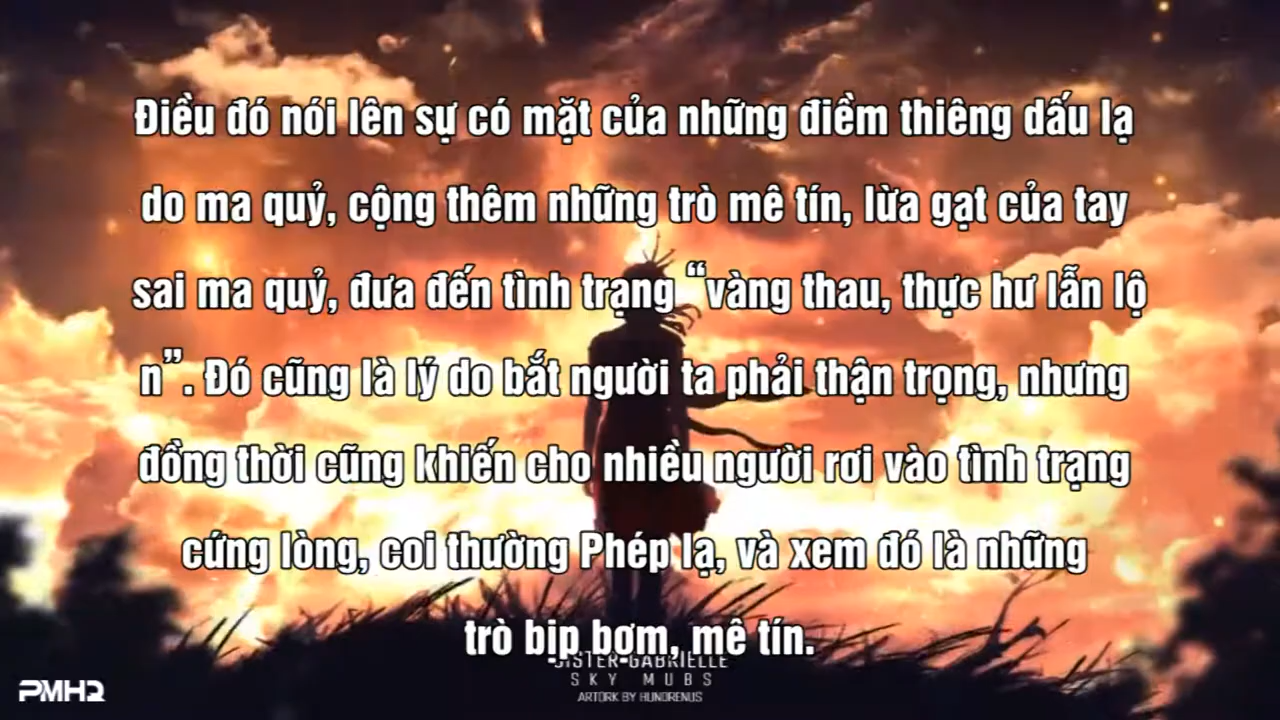 Điều đó nói lên sự có mặt của những điềm thiêng dấu lạ
do ma quỷ, cộng thêm những trò mê tín, lừa gạt của tay
sai ma quỷ, đưa đến tình trạng “vàng thau, thực hư lẫn lộ
n”. Đó cũng là lý do bắt người ta phải thận trọng, nhưng
đồng thời cũng khiến cho nhiều người rơi vào tình trạng
cứng lòng, coi thường Phép lạ, và xem đó là những
trò bịp bợm, mê tín.
SISTER GABRIELLE
SKY MUBS
ARTORK BY HUNDRENUS
PMHQ